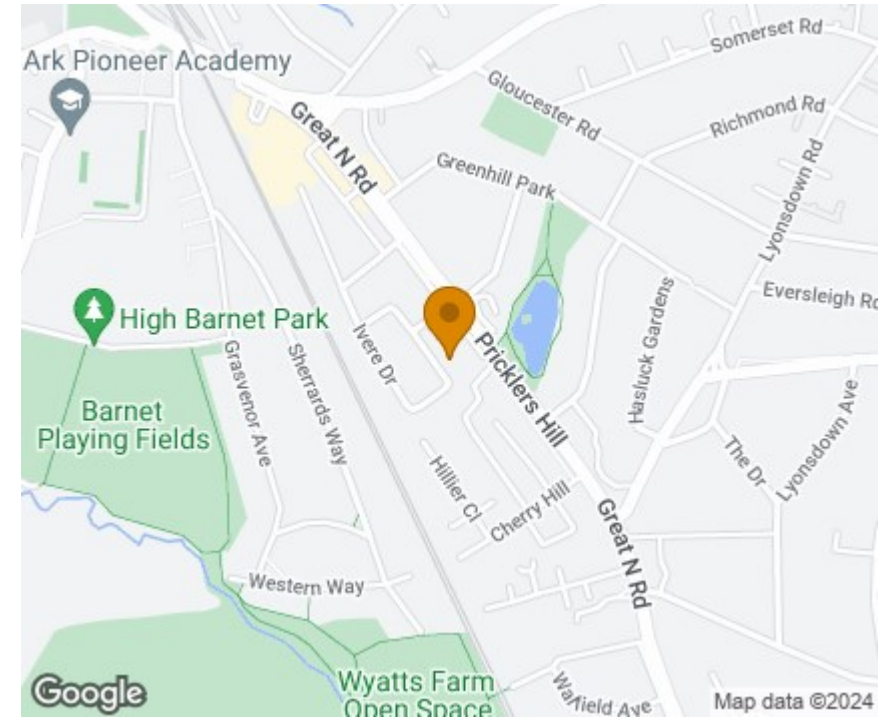 Somerset Rd
Ark Pioneer Academy
Gloucester Rd
Richmond Rd
Great N Rd
Greenhill Park
Lyonsdown Rd
Eversleigh Rd
High Barnet Park
Ivere Dr
Pricklers Hill
Hasluck Gardens
Grasvenor Ave
Sherrards Way
Barnet
Playing Fields
Lyonsdown Ave
The Dr
Hillier Cl
Cherry Hill
Great N Rd
Western Way
Wyatts Farm
Open Space
Walfield Ave
Google
Map data ©2024